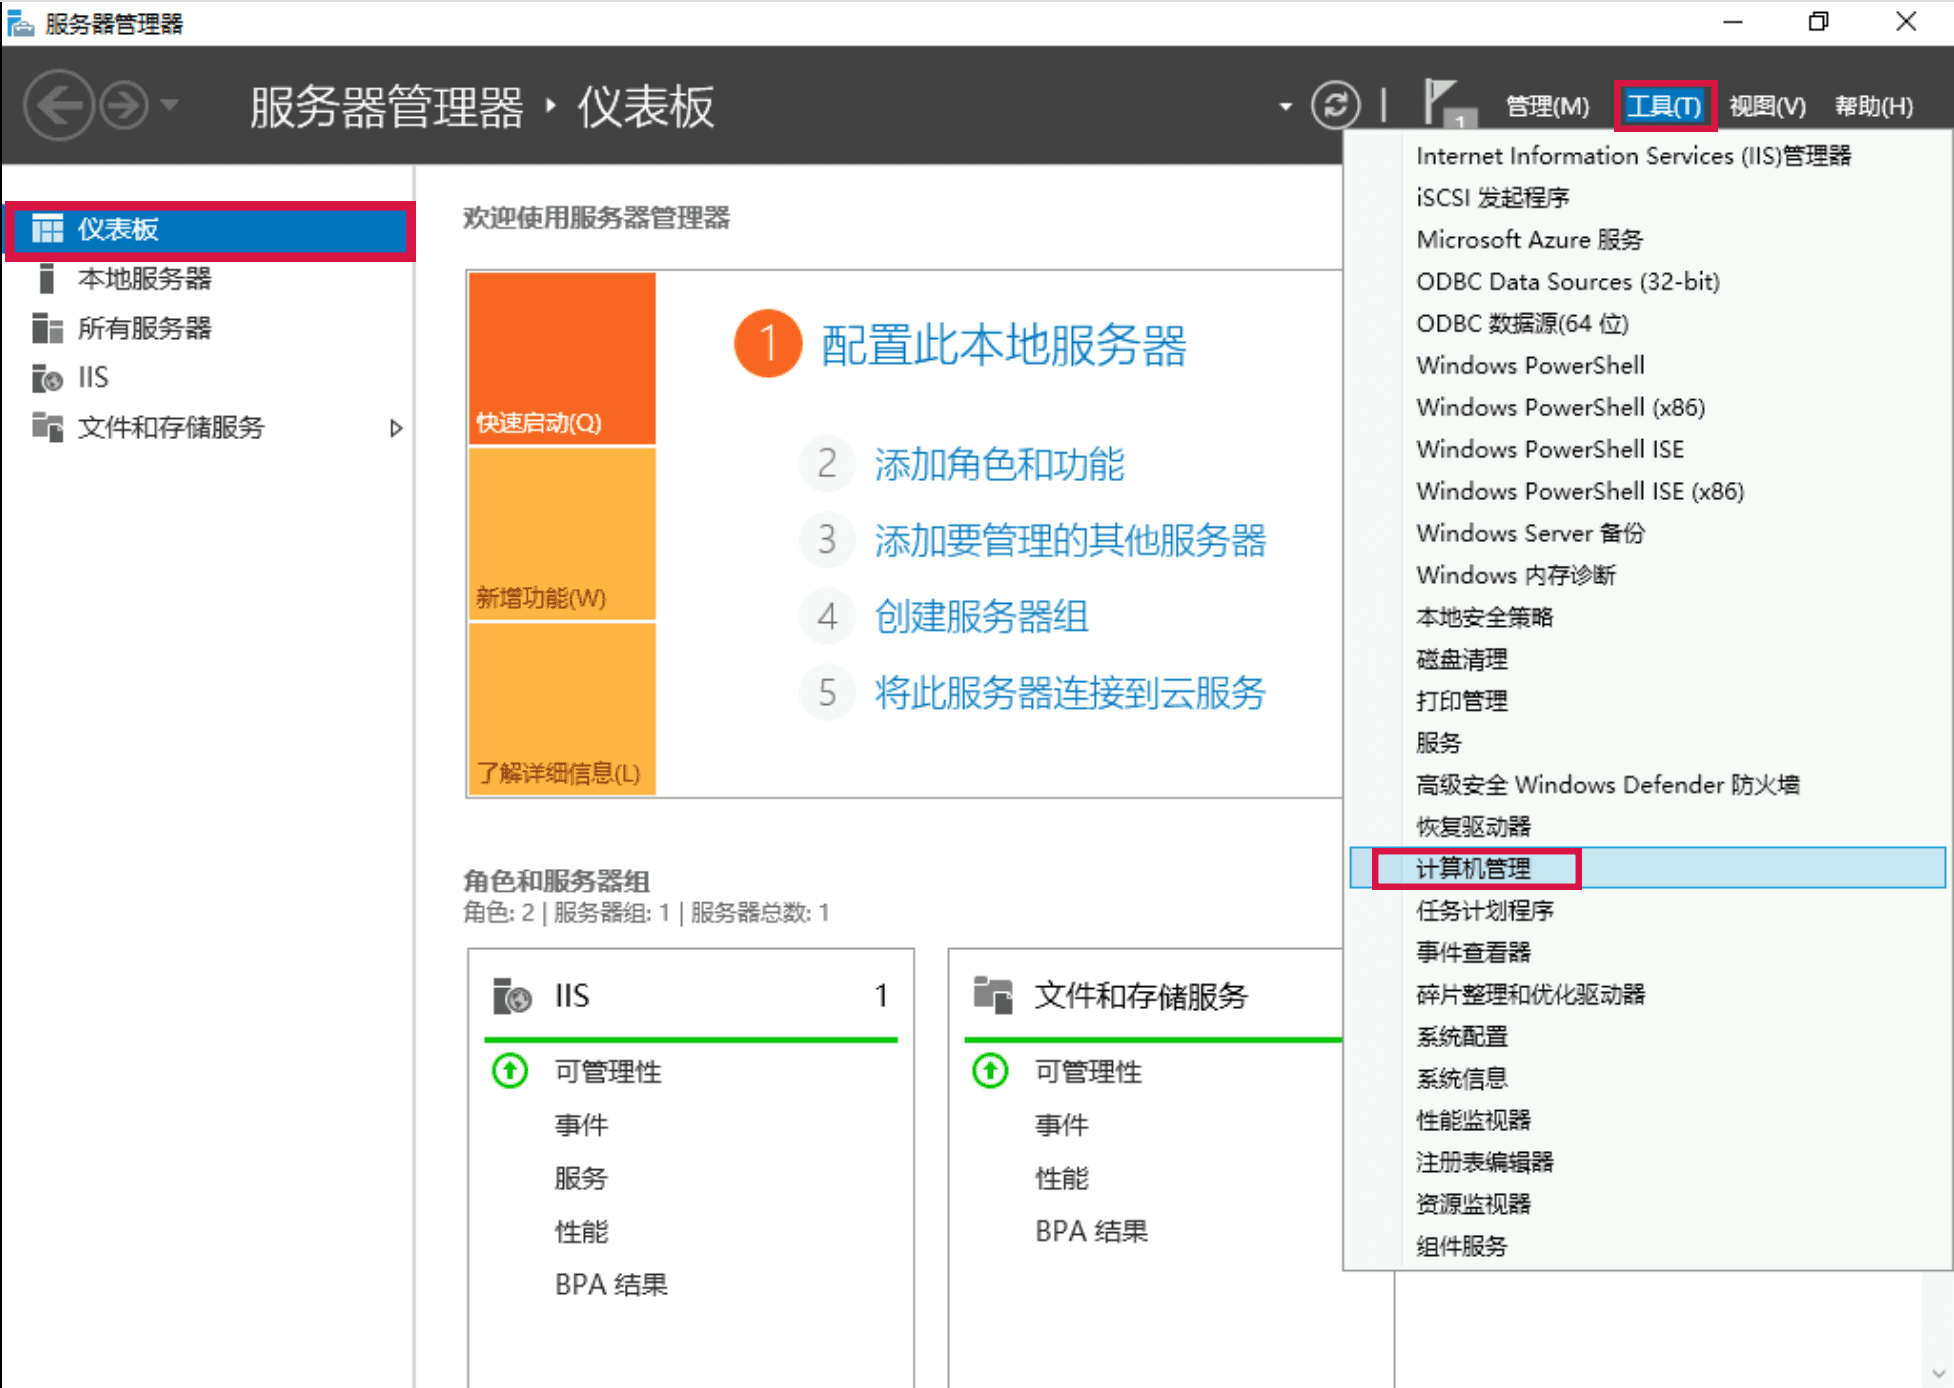 服务器管理器
服务器管理器 ‣ 仪表板
1
管理(M) 工具(T) 视图(V) 帮助(H)
仪表板
本地服务器
所有服务器
IIS
文件和存储服务
欢迎使用服务器管理器
快速启动(Q)
新增功能(W)
了解详细信息(L)
1 配置此本地服务器
2 添加角色和功能
3 添加要管理的其他服务器
4 创建服务器组
5 将此服务器连接到云服务
角色和服务器组
角色: 2 | 服务器组: 1 | 服务器总数: 1
IIS 1
可管理性
事件
服务
性能
BPA 结果
文件和存储服务
可管理性
事件
性能
BPA 结果
Internet Information Services (IIS)管理器
iSCSI 发起程序
Microsoft Azure 服务
ODBC Data Sources (32-bit)
ODBC 数据源(64 位)
Windows PowerShell
Windows PowerShell (x86)
Windows PowerShell ISE
Windows PowerShell ISE (x86)
Windows Server 备份
Windows 内存诊断
本地安全策略
磁盘清理
打印管理
服务
高级安全 Windows Defender 防火墙
恢复驱动器
计算机管理
任务计划程序
事件查看器
碎片整理和优化驱动器
系统配置
系统信息
性能监视器
注册表编辑器
资源监视器
组件服务